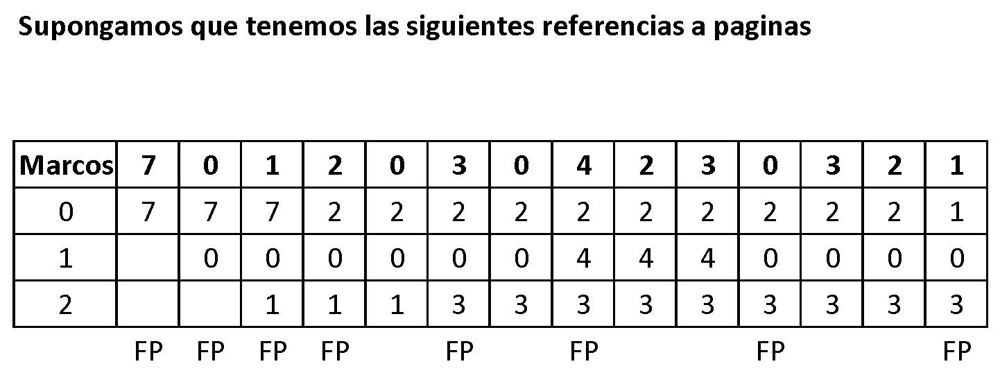 Supongamos que tenemos las siguientes referencias a paginas
Marcos 7 0 1 2 0 3 0 4 2 3 0 3 2 1
0 7 7 7 2 2 2 2 2 2 2 2 2 2 1
1 0 0 0 0 0 0 4 4 4 0 0 0 0
2 1 1 1 3 3 3 3 3 3 3 3 3
FP FP FP FP FP FP FP FP